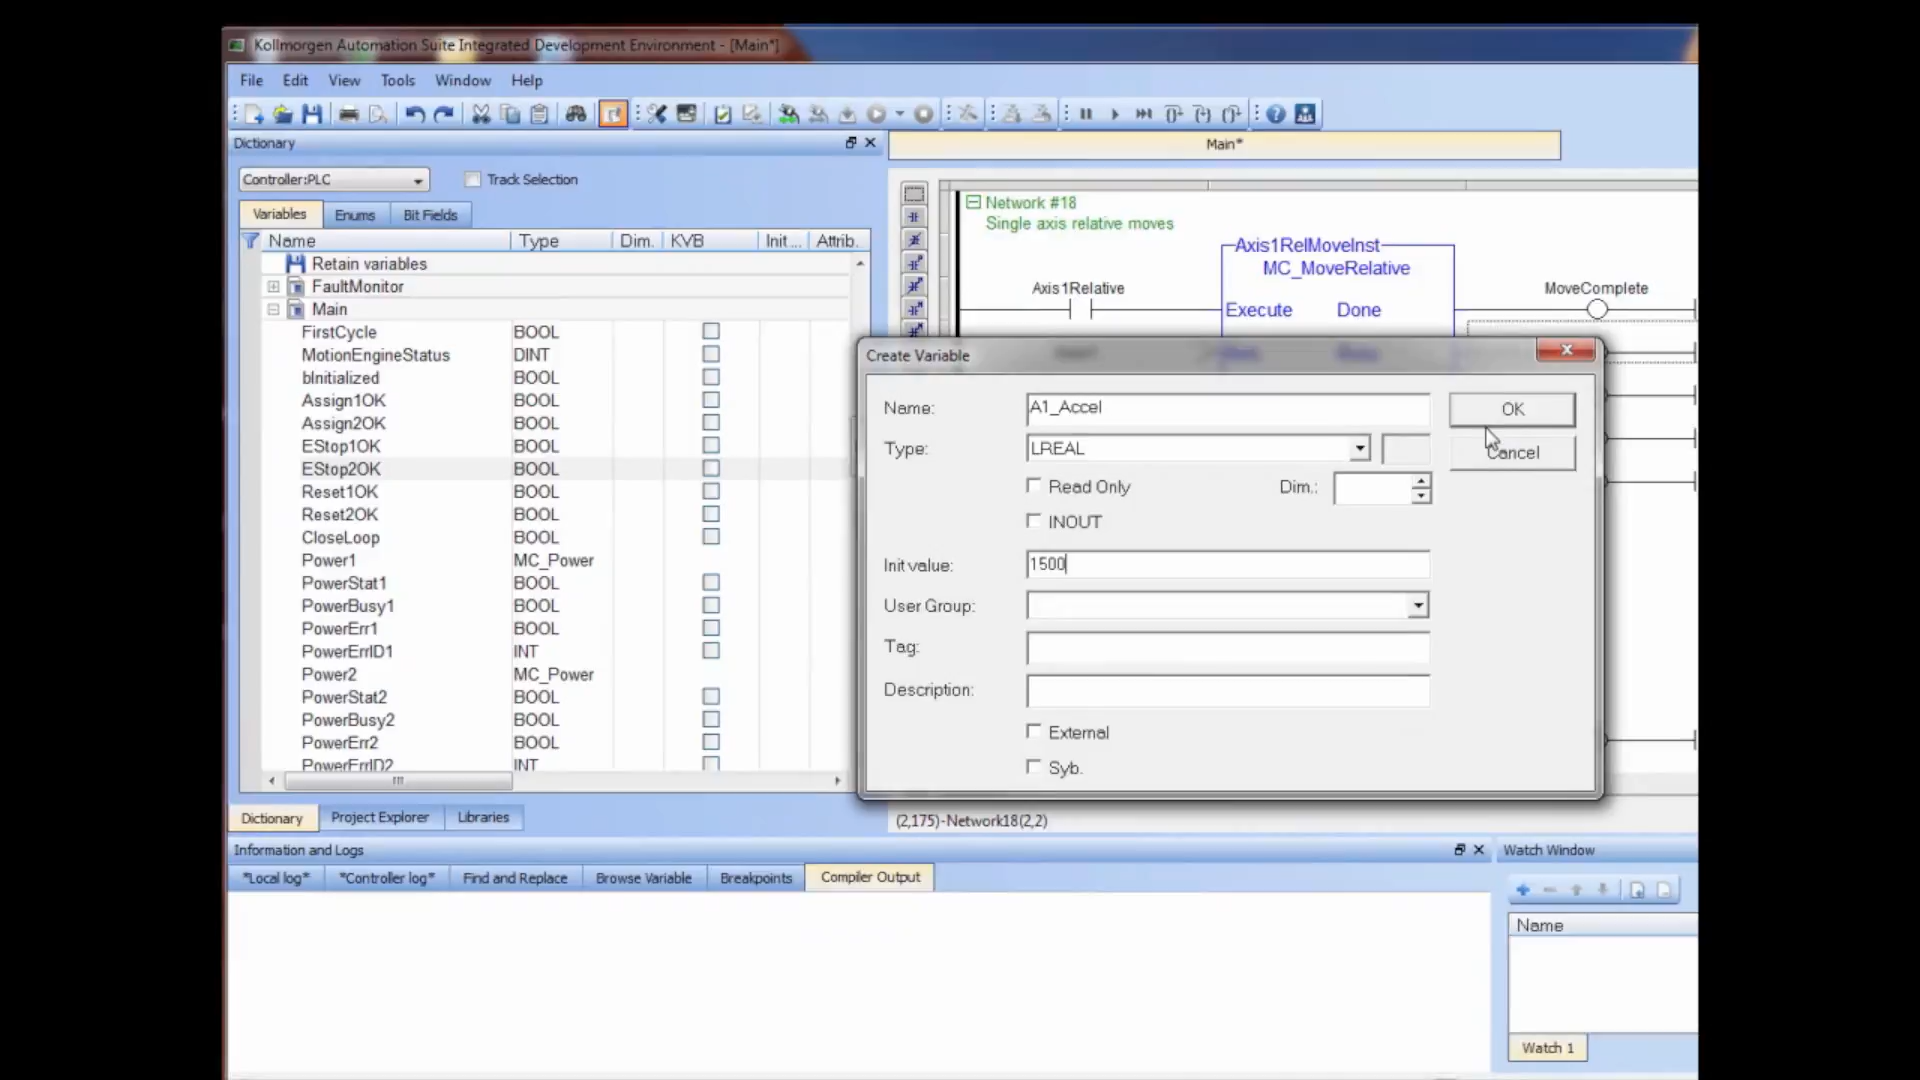 Kollmorgen Automation Suite Integrated Development Environment - [Main*]
File Edit View Tools Window Help
Dictionary
Main*
Controller:PLC
Track Selection
Variables Enums Bit Fields
Name Type Dim. KVB Init ... Attrib.
Retain variables
FaultMonitor
Main
FirstCycle BOOL
MotionEngineStatus DINT
bInitialized BOOL
Assign1OK BOOL
Assign2OK BOOL
EStop1OK BOOL
EStop2OK BOOL
Reset1OK BOOL
Reset2OK BOOL
CloseLoop BOOL
Power1 MC_Power
PowerStat1 BOOL
PowerBusy1 BOOL
PowerErr1 BOOL
PowerErrID1 INT
Power2 MC_Power
PowerStat2 BOOL
PowerBusy2 BOOL
PowerErr2 BOOL
PowerErrID2 INT
Dictionary Project Explorer Libraries
Network #18
Single axis relative moves
Axis1RelMoveInst
MC_MoveRelative
Axis1Relative
MoveComplete
Execute Done
Create Variable
Name: A1_Accel
OK
Type: LREAL
Cancel
Read Only Dim.:
INOUT
Init value: 1500
User Group:
Tag:
Description:
External
Syb.
(2,175)-Network18(2,2)
Information and Logs
*Local log* *Controller log* Find and Replace Browse Variable Breakpoints Compiler Output
Watch Window
Name
Watch 1